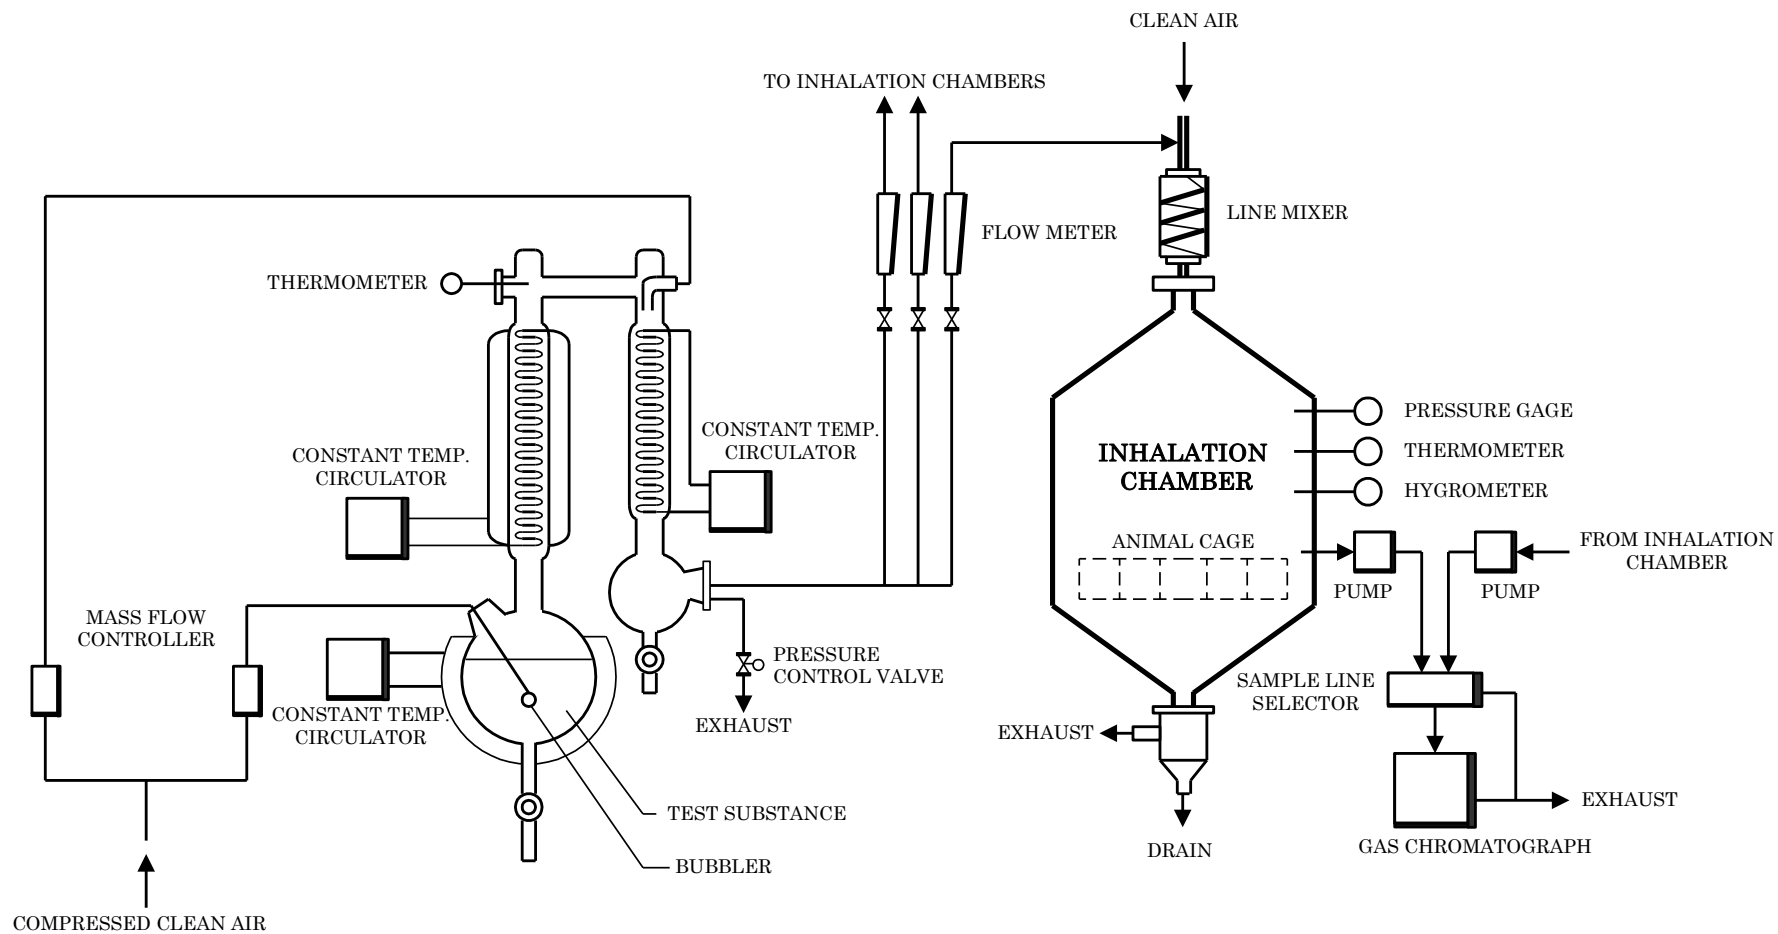 CLEAN AIR
TO INHALATION CHAMBERS
LINE MIXER
FLOW METER
THERMOMETER
PRESSURE GAGE
CONSTANT TEMP.
CIRCULATOR
THERMOMETER
INHALATION
CHAMBER
CONSTANT TEMP.
CIRCULATOR
HYGROMETER
ANIMAL CAGE
FROM INHALATION
CHAMBER
PUMP
PUMP
MASS FLOW
CONTROLLER
PRESSURE
CONTROL VALVE
SAMPLE LINE
SELECTOR
CONSTANT TEMP.
CIRCULATOR
EXHAUST
EXHAUST
EXHAUST
TEST SUBSTANCE
GAS CHROMATOGRAPH
DRAIN
BUBBLER
COMPRESSED CLEAN AIR